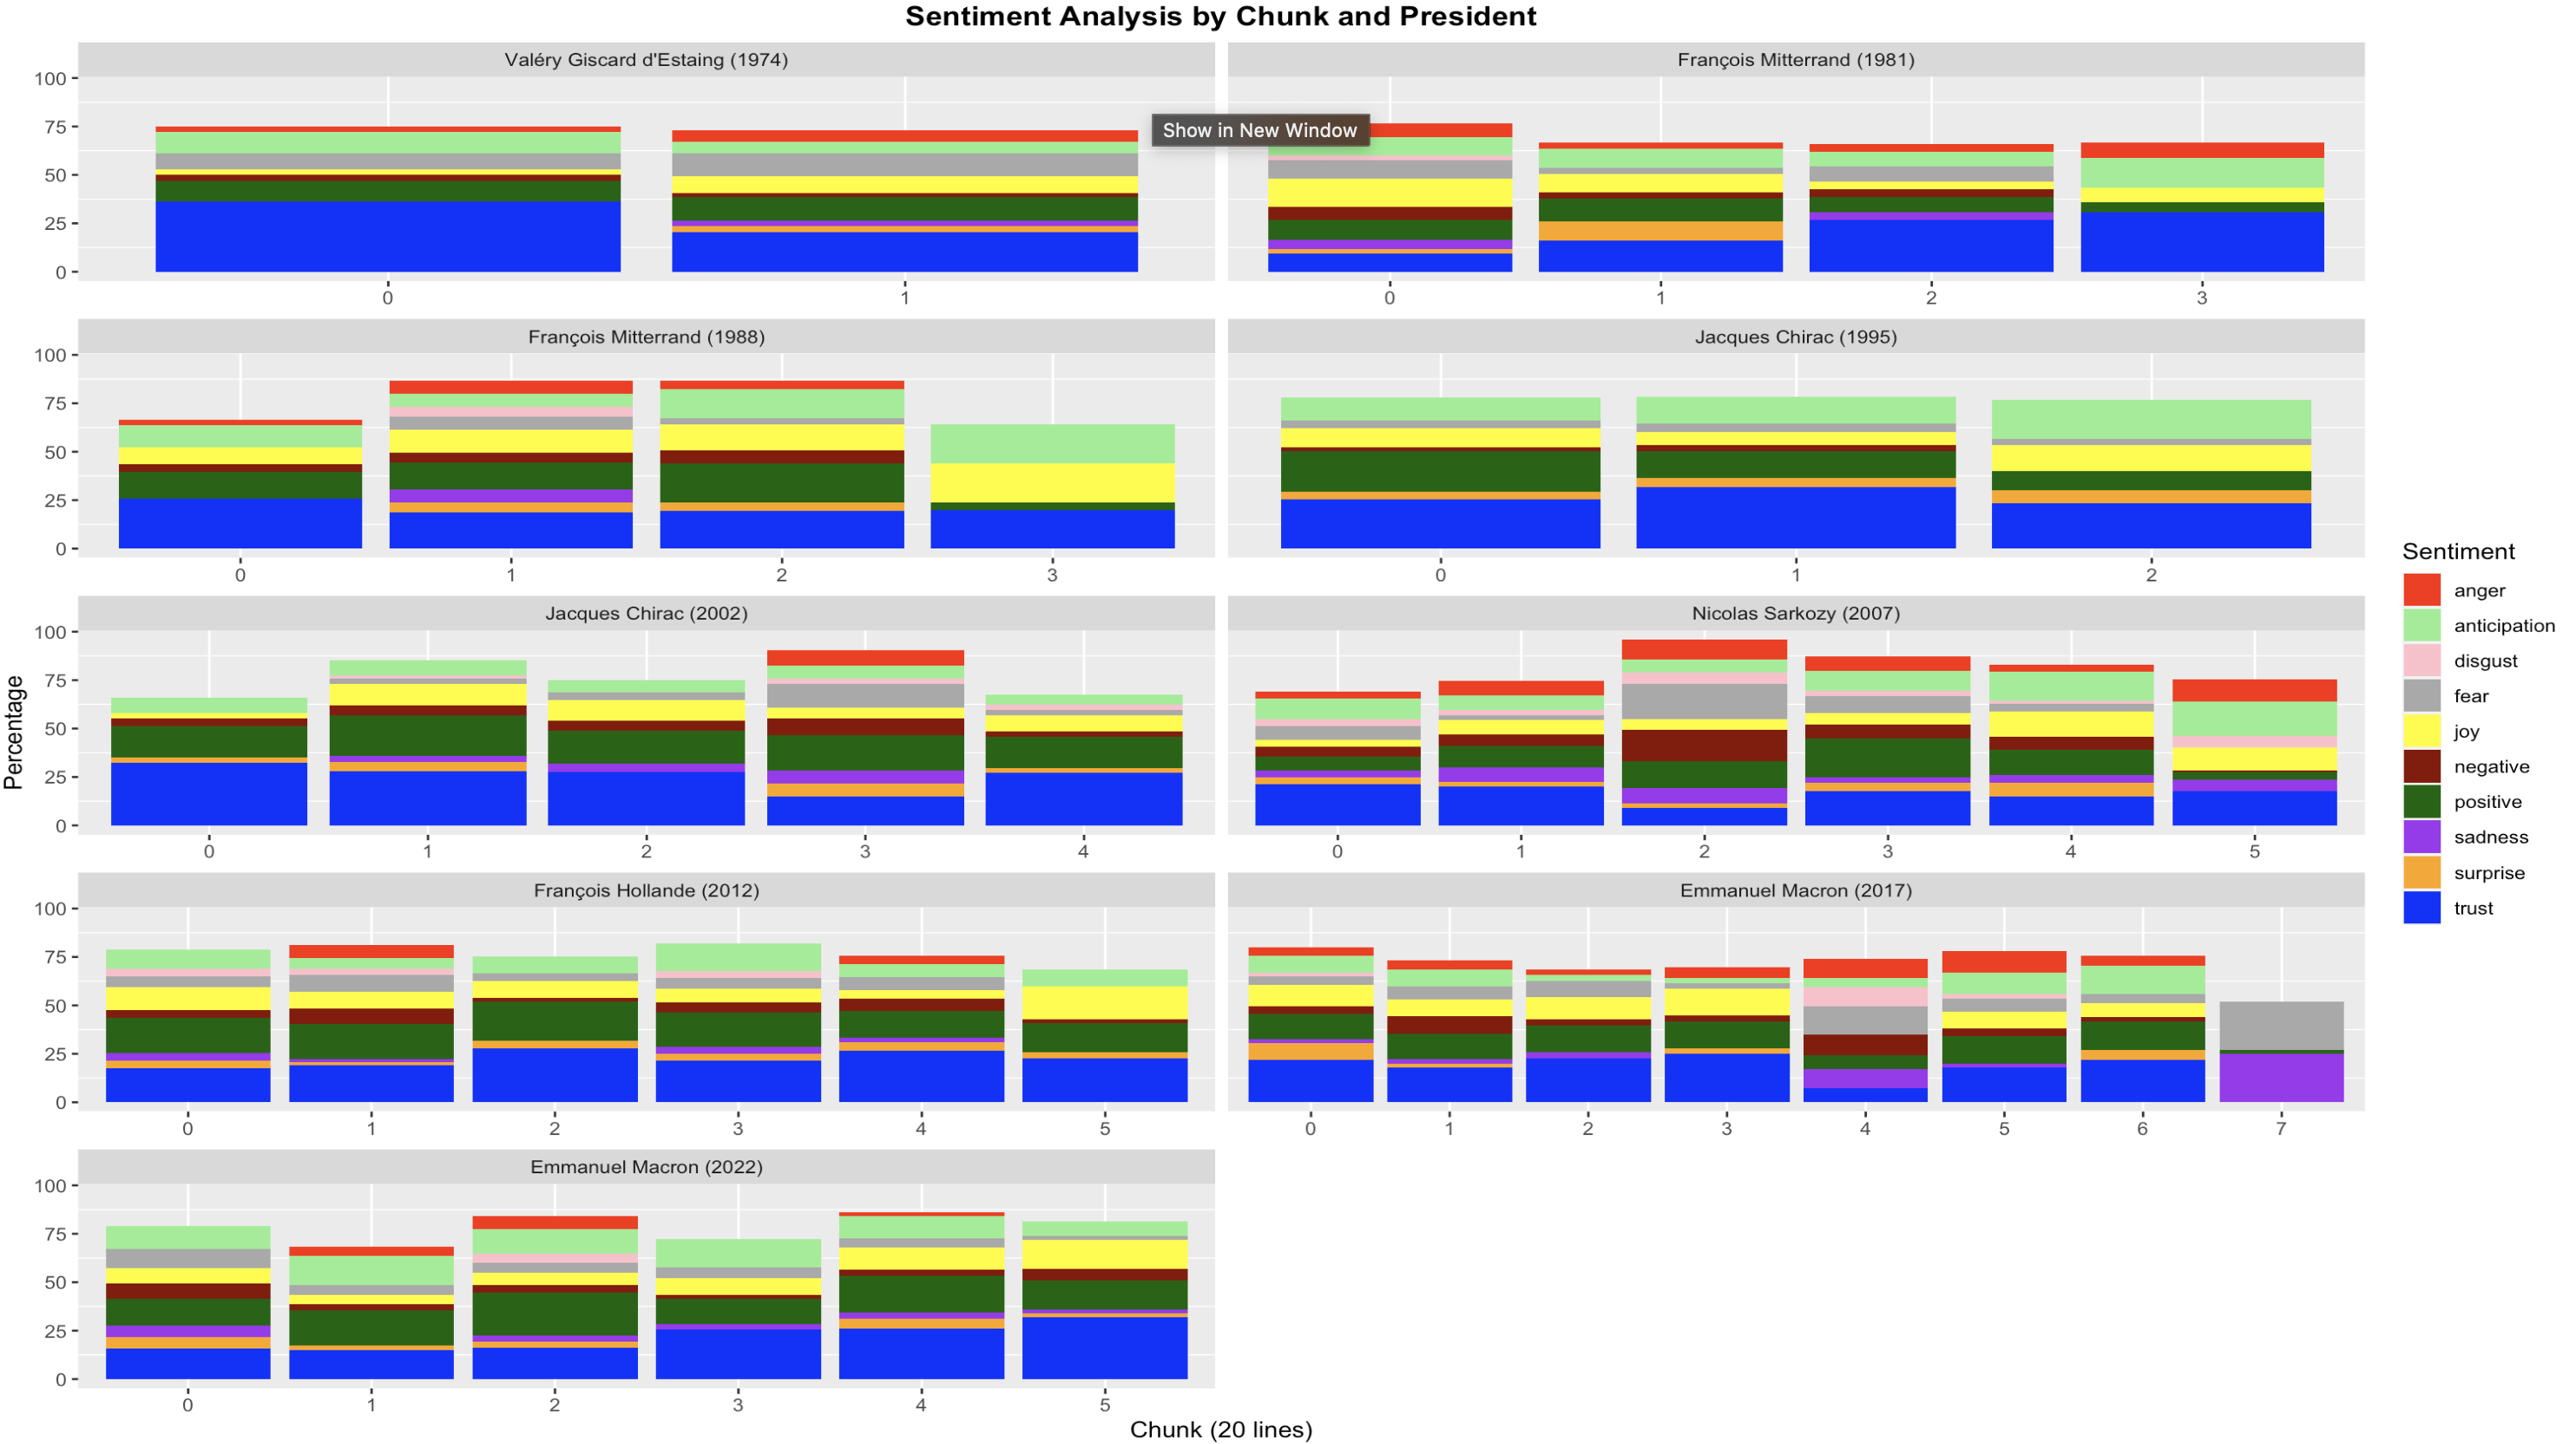 Sentiment Analysis by Chunk and President
Valéry Giscard d'Estaing (1974)
François Mitterrand (1981)
100
75
50
25
0
Show in New Window
0 1
0 1 2 3
François Mitterrand (1988)
Jacques Chirac (1995)
100
75
50
25
0
0 1 2 3
0 1 2
Jacques Chirac (2002)
Nicolas Sarkozy (2007)
100
75
50
25
0
0 1 2 3 4
0 1 2 3 4 5
François Hollande (2012)
Emmanuel Macron (2017)
100
75
50
25
0
0 1 2 3 4 5
0 1 2 3 4 5 6 7
Emmanuel Macron (2022)
100
75
50
25
0
0 1 2 3 4 5
Percentage
Chunk (20 lines)
Sentiment
anger
anticipation
disgust
fear
joy
negative
positive
sadness
surprise
trust